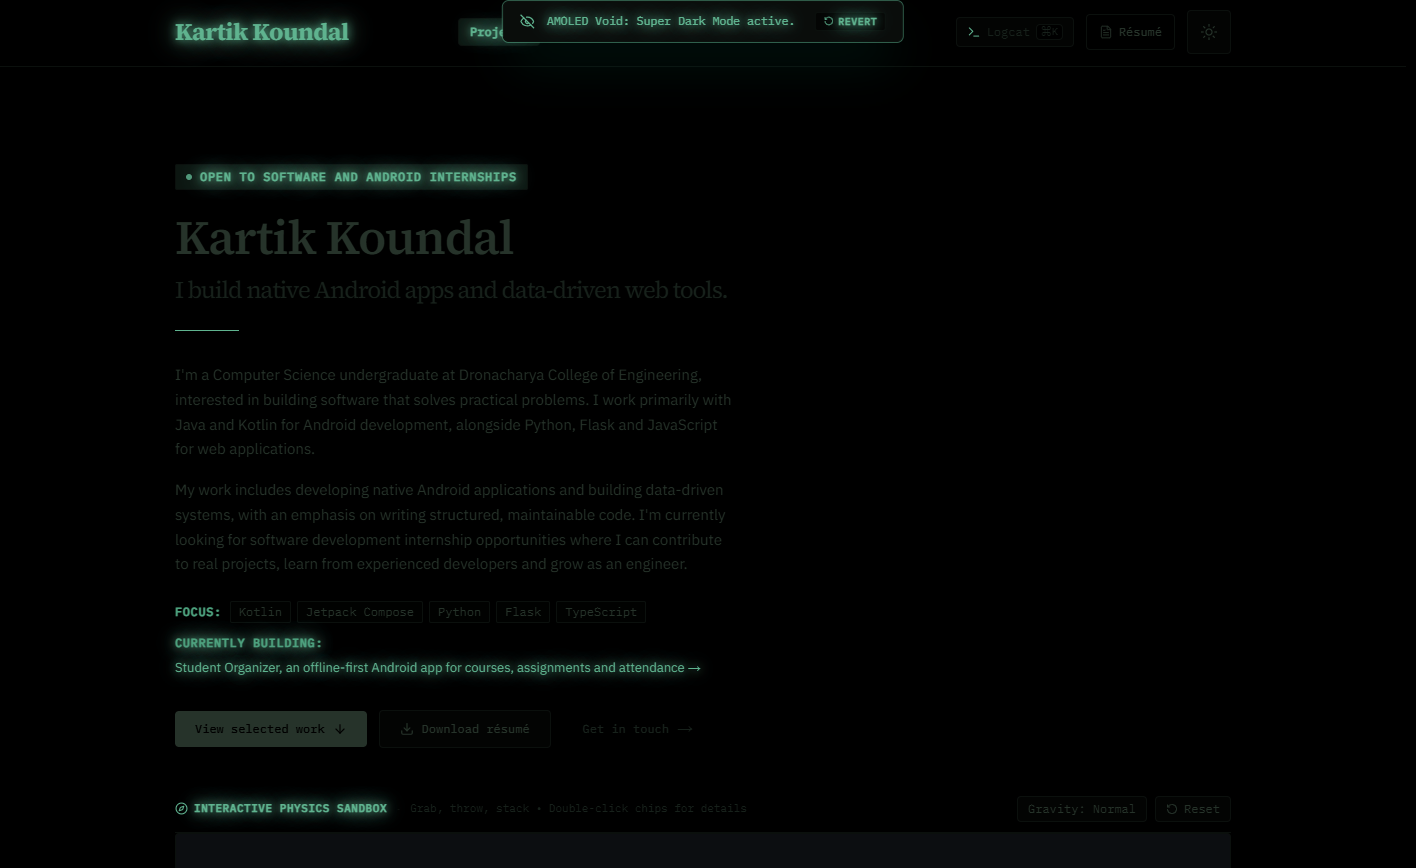 Kartik Koundal
AMOLED Void: Super Dark Mode active.
REVERT
Logcat ⌘K
Résumé
OPEN TO SOFTWARE AND ANDROID INTERNSHIPS
Kartik Koundal
I build native Android apps and data-driven web tools.
I'm a Computer Science undergraduate at Dronacharya College of Engineering,
interested in building software that solves practical problems. I work primarily with
Java and Kotlin for Android development, alongside Python, Flask and JavaScript
for web applications.
My work includes developing native Android applications and building data-driven
systems, with an emphasis on writing structured, maintainable code. I'm currently
looking for software development internship opportunities where I can contribute
to real projects, learn from experienced developers and grow as an engineer.
FOCUS: Kotlin Jetpack Compose Python Flask TypeScript
CURRENTLY BUILDING:
Student Organizer, an offline-first Android app for courses, assignments and attendance →
View selected work ↓
Download résumé
Get in touch →
INTERACTIVE PHYSICS SANDBOX
Grab, throw, stack • Double-click chips for details
Gravity: Normal
Reset